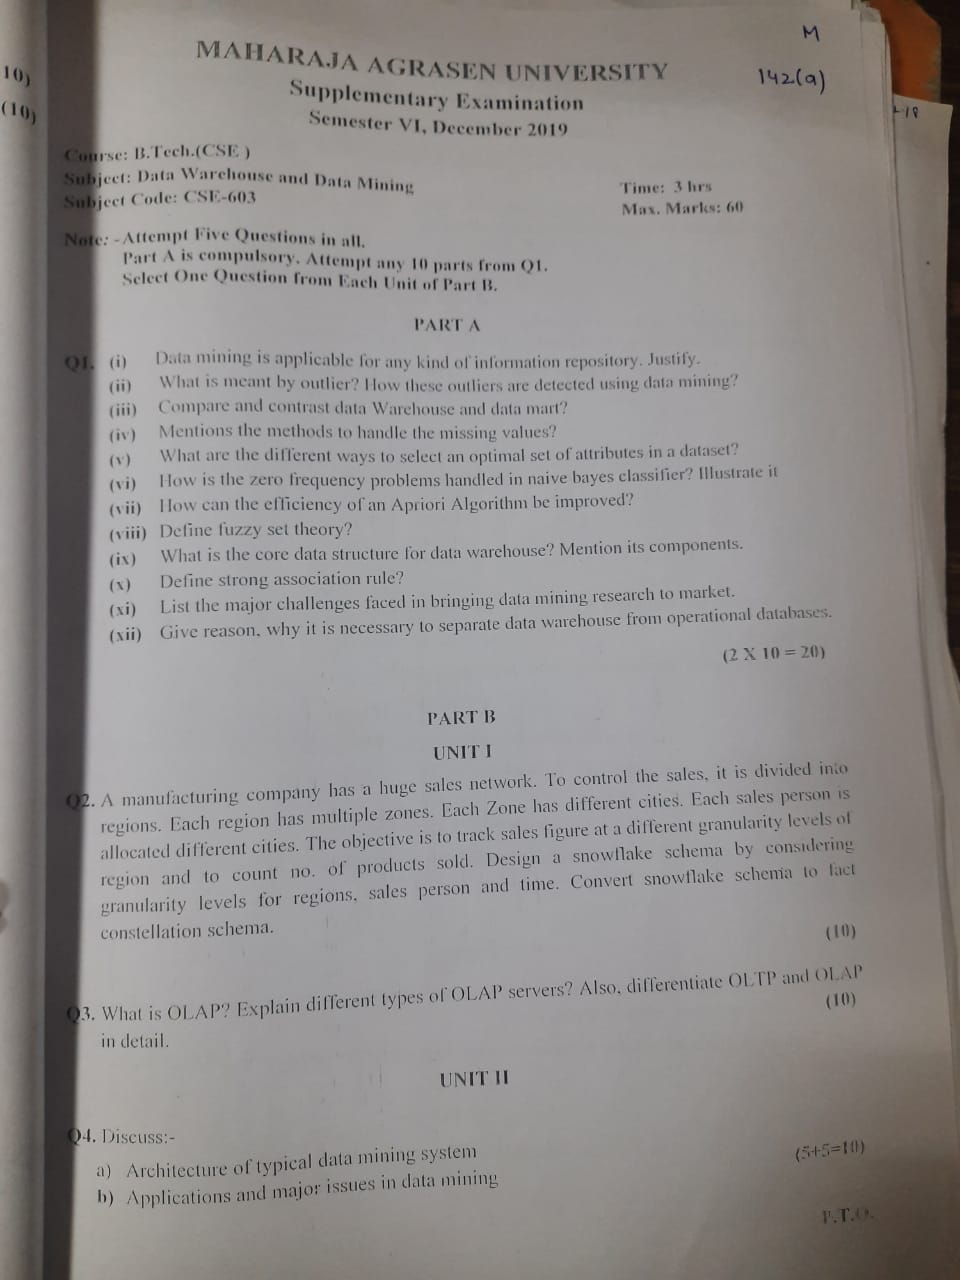 10)
(10)
M
142(a)
MAHARAJA AGRASEN UNIVERSITY
Supplementary Examination
Semester VI, December 2019
Course: B.Tech.(CSE )
Subject: Data Warehouse and Data Mining
Subject Code: CSE-603
Time: 3 hrs
Max. Marks: 60
Note: - Attempt Five Questions in all.
Part A is compulsory. Attempt any 10 parts from Q1.
Select One Question from Each Unit of Part B.
PART A
Q1. (i) Data mining is applicable for any kind of information repository. Justify.
(ii) What is meant by outlier? How these outliers are detected using data mining?
(iii) Compare and contrast data Warehouse and data mart?
(iv) Mentions the methods to handle the missing values?
(v) What are the different ways to select an optimal set of attributes in a dataset?
(vi) How is the zero frequency problems handled in naive bayes classifier? Illustrate it
(vii) How can the efficiency of an Apriori Algorithm be improved?
(viii) Define fuzzy set theory?
(ix) What is the core data structure for data warehouse? Mention its components.
(x) Define strong association rule?
(xi) List the major challenges faced in bringing data mining research to market.
(xii) Give reason, why it is necessary to separate data warehouse from operational databases.
(2 X 10 = 20)
PART B
UNIT I
Q2. A manufacturing company has a huge sales network. To control the sales, it is divided into
regions. Each region has multiple zones. Each Zone has different cities. Each sales person is
allocated different cities. The objective is to track sales figure at a different granularity levels of
region and to count no. of products sold. Design a snowflake schema by considering
granularity levels for regions, sales person and time. Convert snowflake schema to fact
constellation schema.
(10)
Q3. What is OLAP? Explain different types of OLAP servers? Also, differentiate OLTP and OLAP
in detail.
(10)
UNIT II
Q4. Discuss:-
a) Architecture of typical data mining system
b) Applications and major issues in data mining
(5+5=10)
P.T.O.